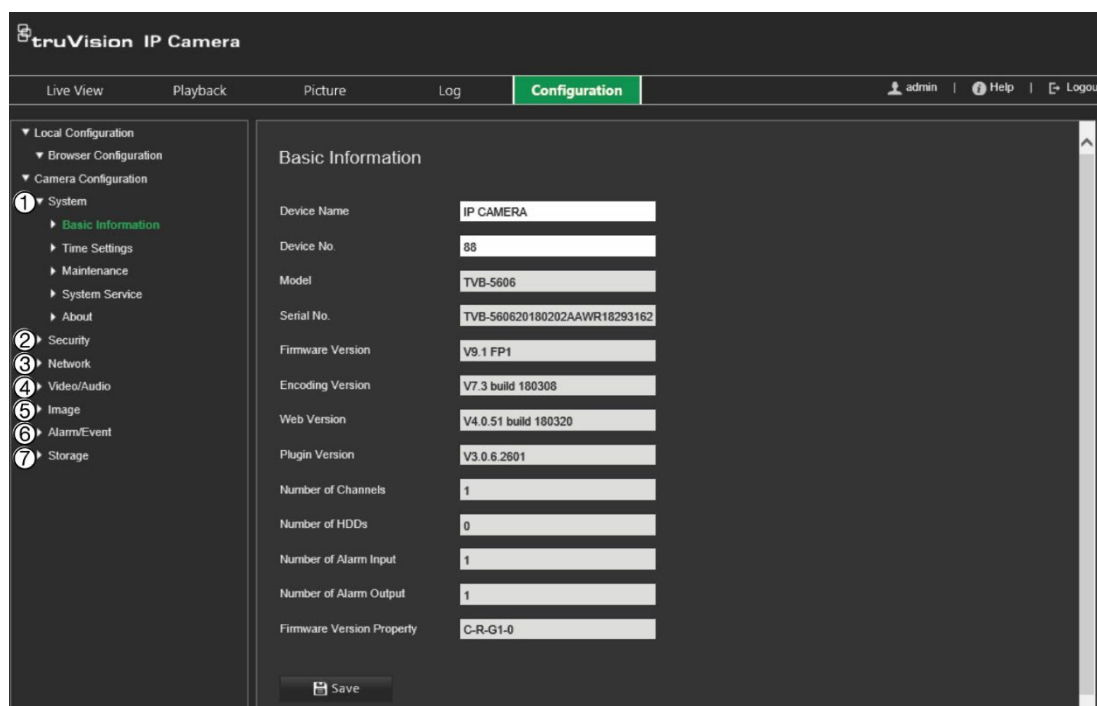 truVision IP Camera
Live View Playback Picture Log Configuration admin | Help | Logou
Local Configuration
Browser Configuration
Camera Configuration
1 System
Basic Information
Time Settings
Maintenance
System Service
About
2 Security
3 Network
4 Video/Audio
5 Image
6 Alarm/Event
7 Storage
Basic Information
Device Name IP CAMERA
Device No. 88
Model TVB-5606
Serial No. TVB-560620180202AAWR18293162
Firmware Version V9.1 FP1
Encoding Version V7.3 build 180308
Web Version V4.0.51 build 180320
Plugin Version V3.0.6.2601
Number of Channels 1
Number of HDDs 0
Number of Alarm Input 1
Number of Alarm Output 1
Firmware Version Property C-R-G1-0
Save